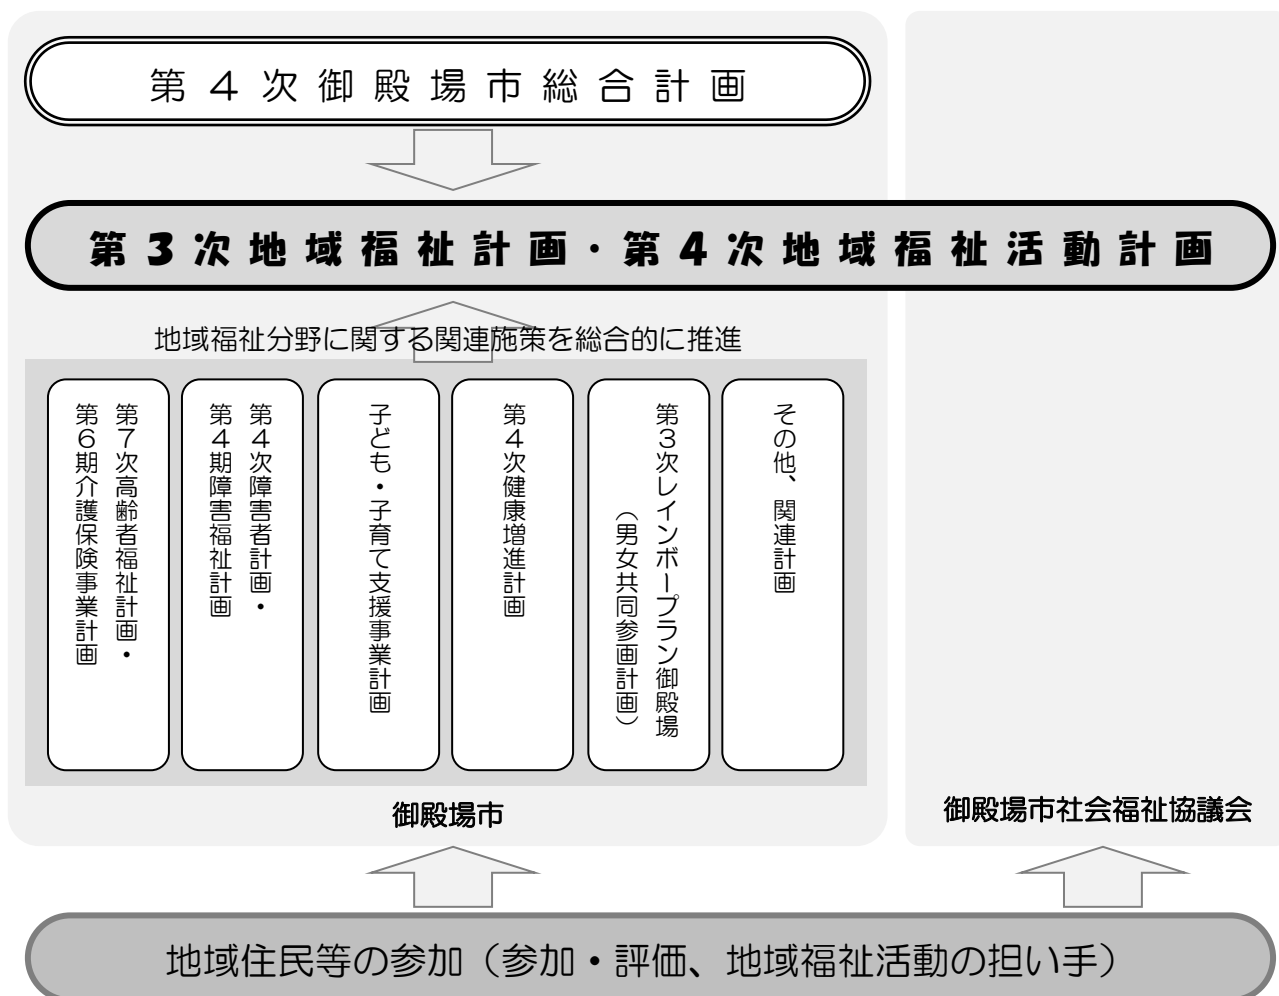 第４次御殿場市総合計画
第３次地域福祉計画・第４次地域福祉活動計画
地域福祉分野に関する関連施策を総合的に推進
第７次高齢者福祉計画・
第６期介護保険事業計画
第４次障害者計画・
第４期障害福祉計画
子ども・子育て支援事業計画
第４次健康増進計画
第３次レインボープラン御殿場
（男女共同参画計画）
その他、関連計画
御殿場市
御殿場市社会福祉協議会
地域住民等の参加（参加・評価、地域福祉活動の担い手）